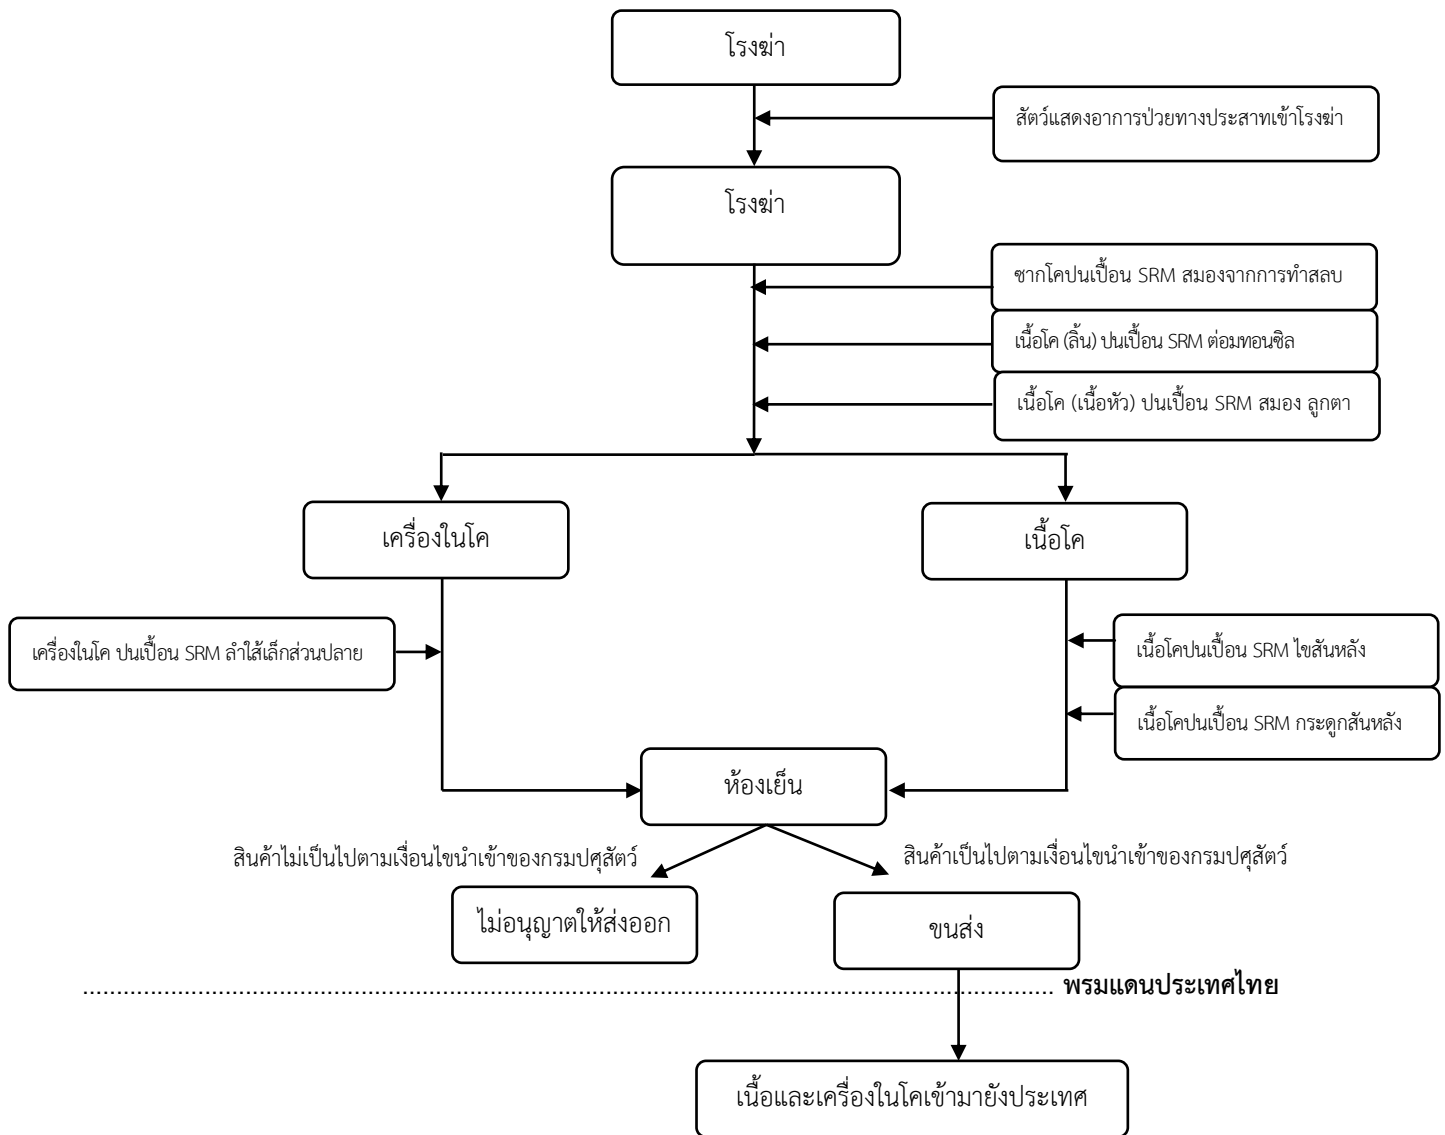 โรงฆ่า
สัตว์แสดงอาการป่วยทางประสาทเข้าโรงฆ่า
โรงฆ่า
ซากโคปนเปื้อน SRM สมองจากการทำสลบ
เนื้อโค (ลิ้น) ปนเปื้อน SRM ต่อมทอนซิล
เนื้อโค (เนื้อหัว) ปนเปื้อน SRM สมอง ลูกตา
เครื่องในโค
เนื้อโค
เครื่องในโค ปนเปื้อน SRM ลำใส้เล็กส่วนปลาย
เนื้อโคปนเปื้อน SRM ไขสันหลัง
เนื้อโคปนเปื้อน SRM กระดูกสันหลัง
ห้องเย็น
สินค้าไม่เป็นไปตามเงื่อนไขนำเข้าของกรมปศุสัตว์
สินค้าเป็นไปตามเงื่อนไขนำเข้าของกรมปศุสัตว์
ไม่อนุญาตให้ส่งออก
ขนส่ง
พรมแดนประเทศไทย
เนื้อและเครื่องในโคเข้ามายังประเทศ